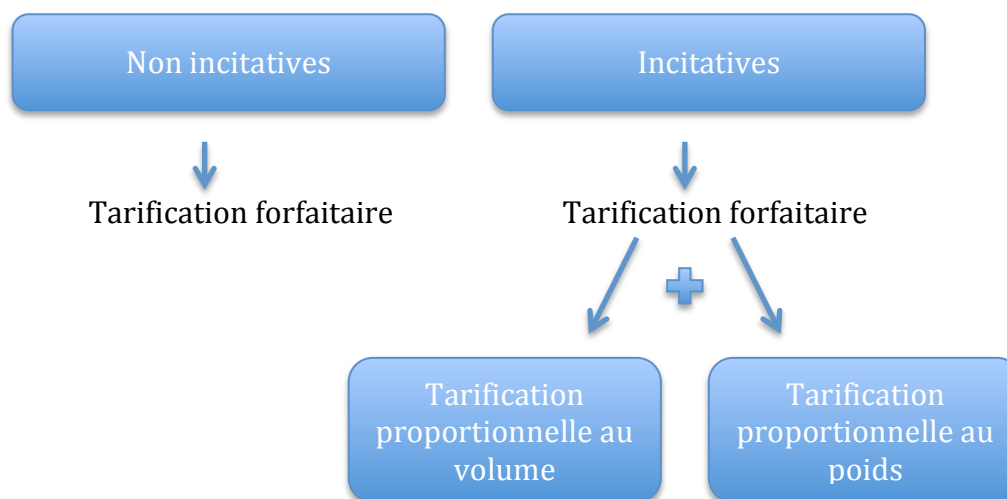 Non incitatives
Incitatives
Tarification forfaitaire
Tarification forfaitaire
Tarification
proportionnelle au
volume
Tarification
proportionnelle au
poids